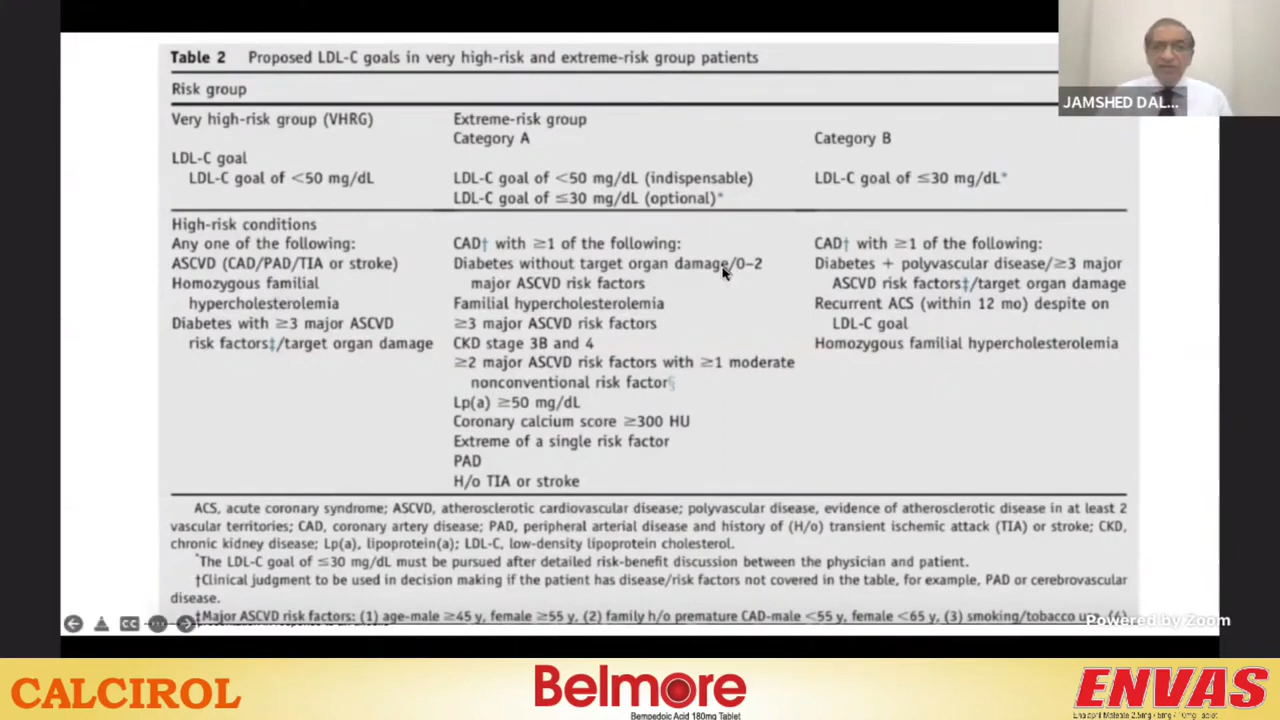 Table 2 Proposed LDL-C goals in very high-risk and extreme-risk group patients
Risk group
Very high-risk group (VHRG) Extreme-risk group
Category A Category B
LDL-C goal
LDL-C goal of <50 mg/dL LDL-C goal of <50 mg/dL (indispensable) LDL-C goal of ≤30 mg/dL*
LDL-C goal of ≤30 mg/dL (optional)*
High-risk conditions
Any one of the following: CAD† with ≥1 of the following: CAD† with ≥1 of the following:
ASCVD (CAD/PAD/TIA or stroke) Diabetes without target organ damage/0–2 Diabetes + polyvascular disease/≥3 major
Homozygous familial major ASCVD risk factors ASCVD risk factors‡/target organ damage
hypercholesterolemia Familial hypercholesterolemia Recurrent ACS (within 12 mo) despite on
Diabetes with ≥3 major ASCVD ≥3 major ASCVD risk factors LDL-C goal
risk factors‡/target organ damage CKD stage 3B and 4 Homozygous familial hypercholesterolemia
≥2 major ASCVD risk factors with ≥1 moderate
nonconventional risk factor§
Lp(a) ≥50 mg/dL
Coronary calcium score ≥300 HU
Extreme of a single risk factor
PAD
H/o TIA or stroke
ACS, acute coronary syndrome; ASCVD, atherosclerotic cardiovascular disease; polyvascular disease, evidence of atherosclerotic disease in at least 2
vascular territories; CAD, coronary artery disease; PAD, peripheral arterial disease and history of (H/o) transient ischemic attack (TIA) or stroke; CKD,
chronic kidney disease; Lp(a), lipoprotein(a); LDL-C, low-density lipoprotein cholesterol.
*The LDL-C goal of ≤30 mg/dL must be pursued after detailed risk-benefit discussion between the physician and patient.
†Clinical judgment to be used in decision making if the patient has disease/risk factors not covered in the table, for example, PAD or cerebrovascular
disease.
‡Major ASCVD risk factors: (1) age-male ≥45 y, female ≥55 y, (2) family h/o premature CAD-male <55 y, female <65 y, (3) smoking/tobacco
JAMSHED DAL...
CC
Powered by Zoom
CALCIROL
Belmore
Bempedoic Acid 180mg Tablet
ENVAS
Enalapril Maleate 2.5mg • 5mg • 10mg Tablet